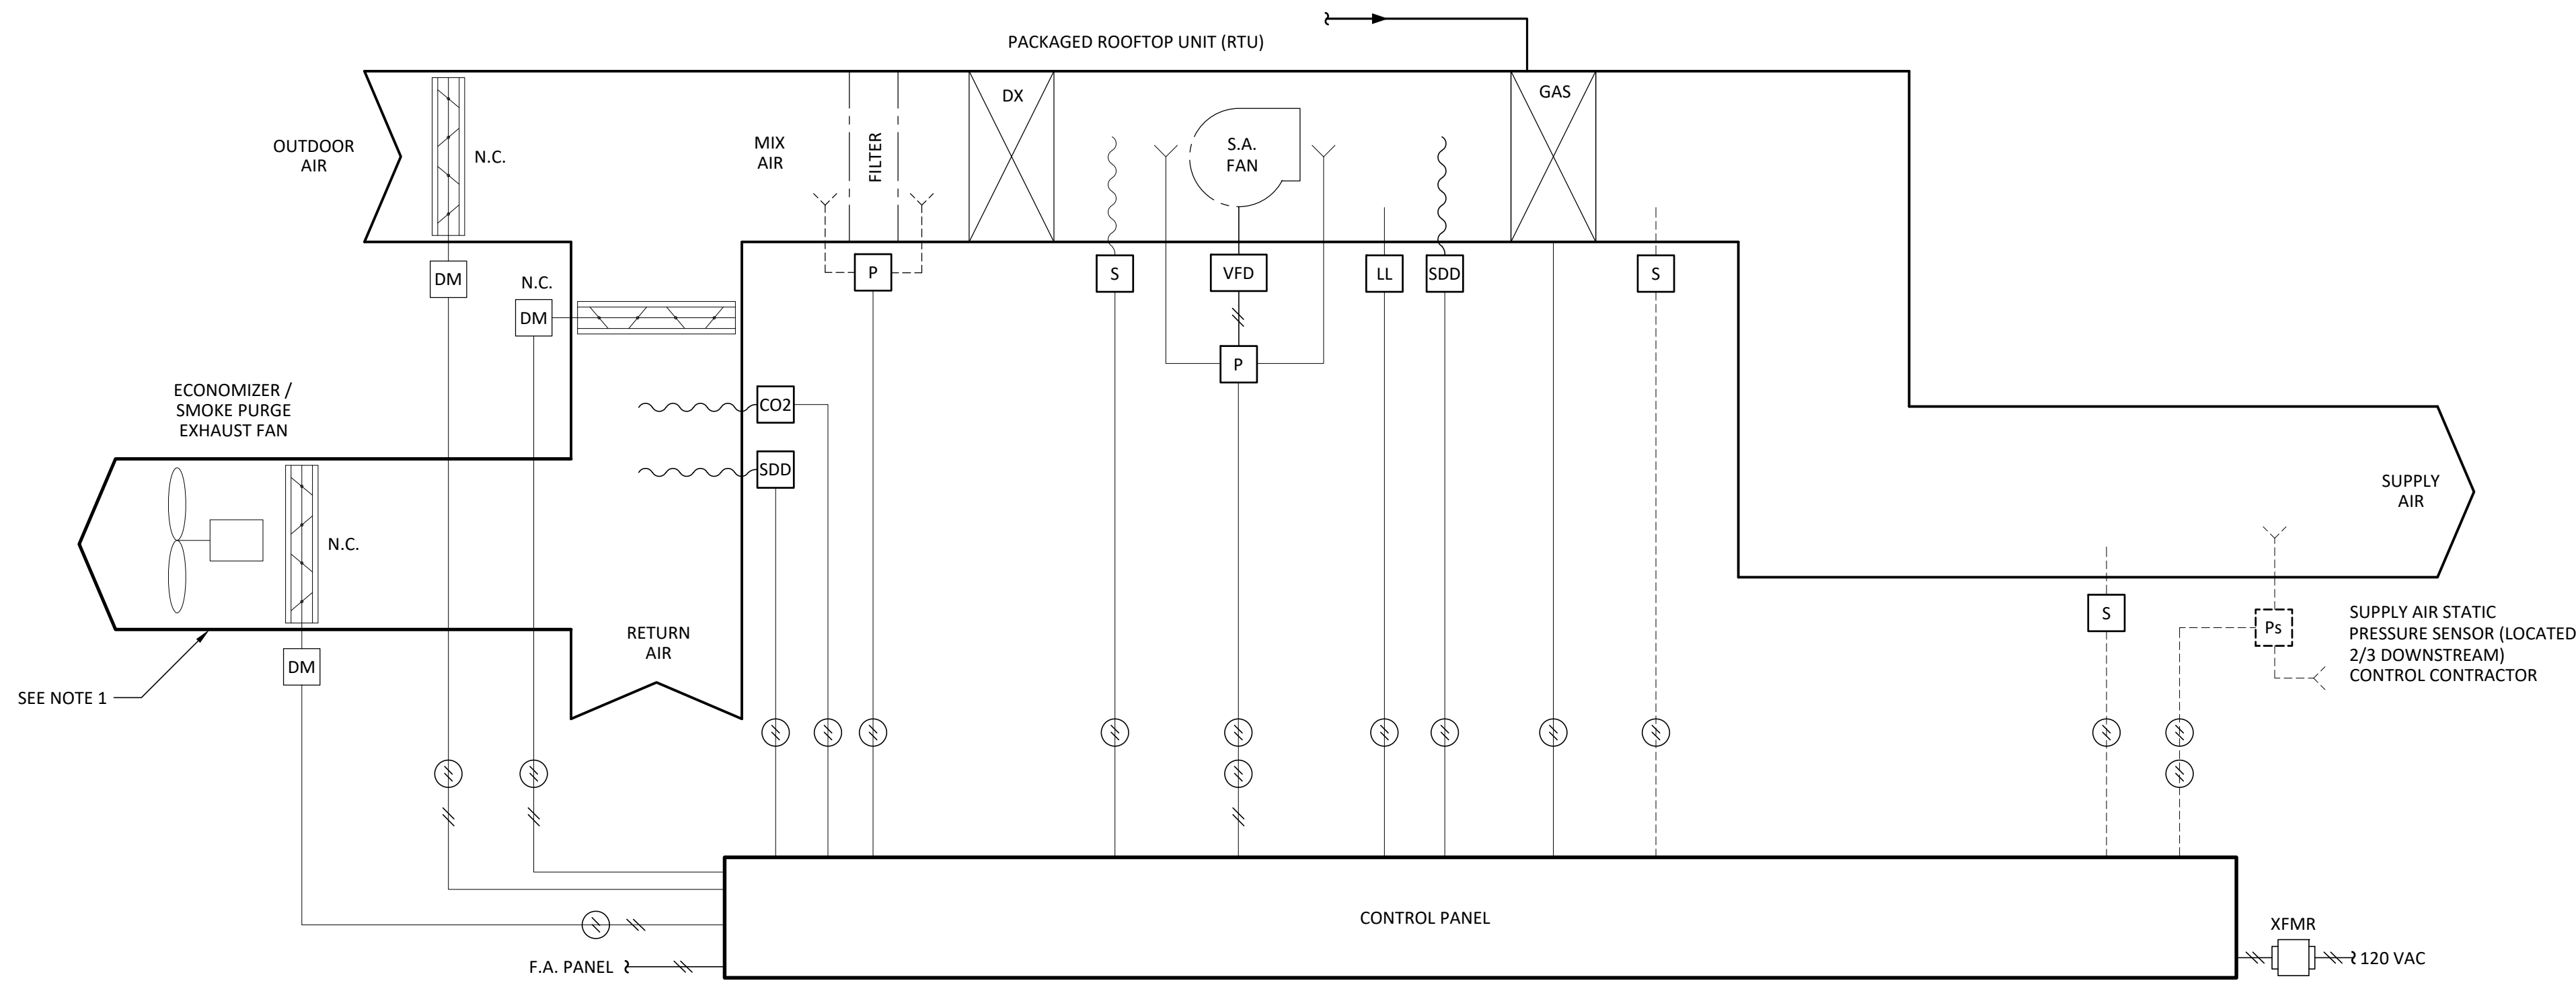 PACKAGED ROOFTOP UNIT (RTU)
OUTDOOR
AIR
N.C.
MIX
AIR
FILTER
DX
S.A.
FAN
GAS
DM
N.C.
DM
P
S
VFD
LL
SDD
S
P
ECONOMIZER /
SMOKE PURGE
EXHAUST FAN
CO2
SDD
N.C.
SUPPLY
AIR
RETURN
AIR
DM
SEE NOTE 1
S
Ps
SUPPLY AIR STATIC
PRESSURE SENSOR (LOCATED
2/3 DOWNSTREAM)
CONTROL CONTRACTOR
CONTROL PANEL
F.A. PANEL
XFMR
120 VAC